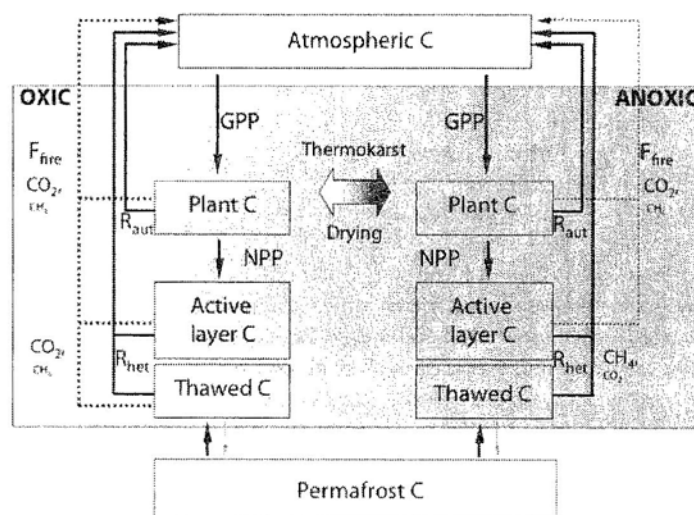 Atmospheric C
OXIC
ANOXIC
GPP
GPP
Thermokarst
F_fire
F_fire
CO₂,
CO₂,
CH₄
CH₄
Plant C
Plant C
R_aut
R_aut
Drying
NPP
NPP
Active
layer C
Active
layer C
CO₂,
CH₄
R_het
R_het
CH₄,
CO₂
Thawed C
Thawed C
Permafrost C